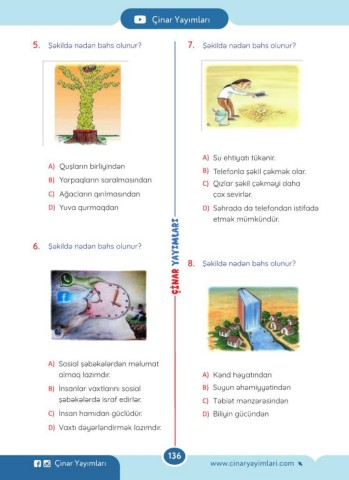 Çinar Yayımları
5. Şəkildə nədən bəhs olunur?
A) Quşların birliyindən
B) Yarpaqların saralmasından
C) Ağacların qırılmasından
D) Yuva qurmaqdan
6. Şəkildə nədən bəhs olunur?
A) Sosial şəbəkələrdən məlumat
almaq lazımdır.
B) İnsanlar vaxtlarını sosial
şəbəkələrdə israf edirlər.
C) İnsan hamıdan güclüdür.
D) Vaxtı dəyərləndirmək lazımdır.
ÇİNAR YAYIMLARI
7. Şəkildə nədən bəhs olunur?
A) Su ehtiyatı tükənir.
B) Telefonla şəkil çəkmək olar.
C) Qızlar şəkil çəkməyi daha
çox sevirlər.
D) Səhrada da telefondan istifadə
etmək mümkündür.
8. Şəkildə nədən bəhs olunur?
A) Kənd həyatından
B) Suyun əhəmiyyətindən
C) Təbiət mənzərəsindən
D) Biliyin gücündən
Çinar Yayımları
136
www.cinaryayimlari.com